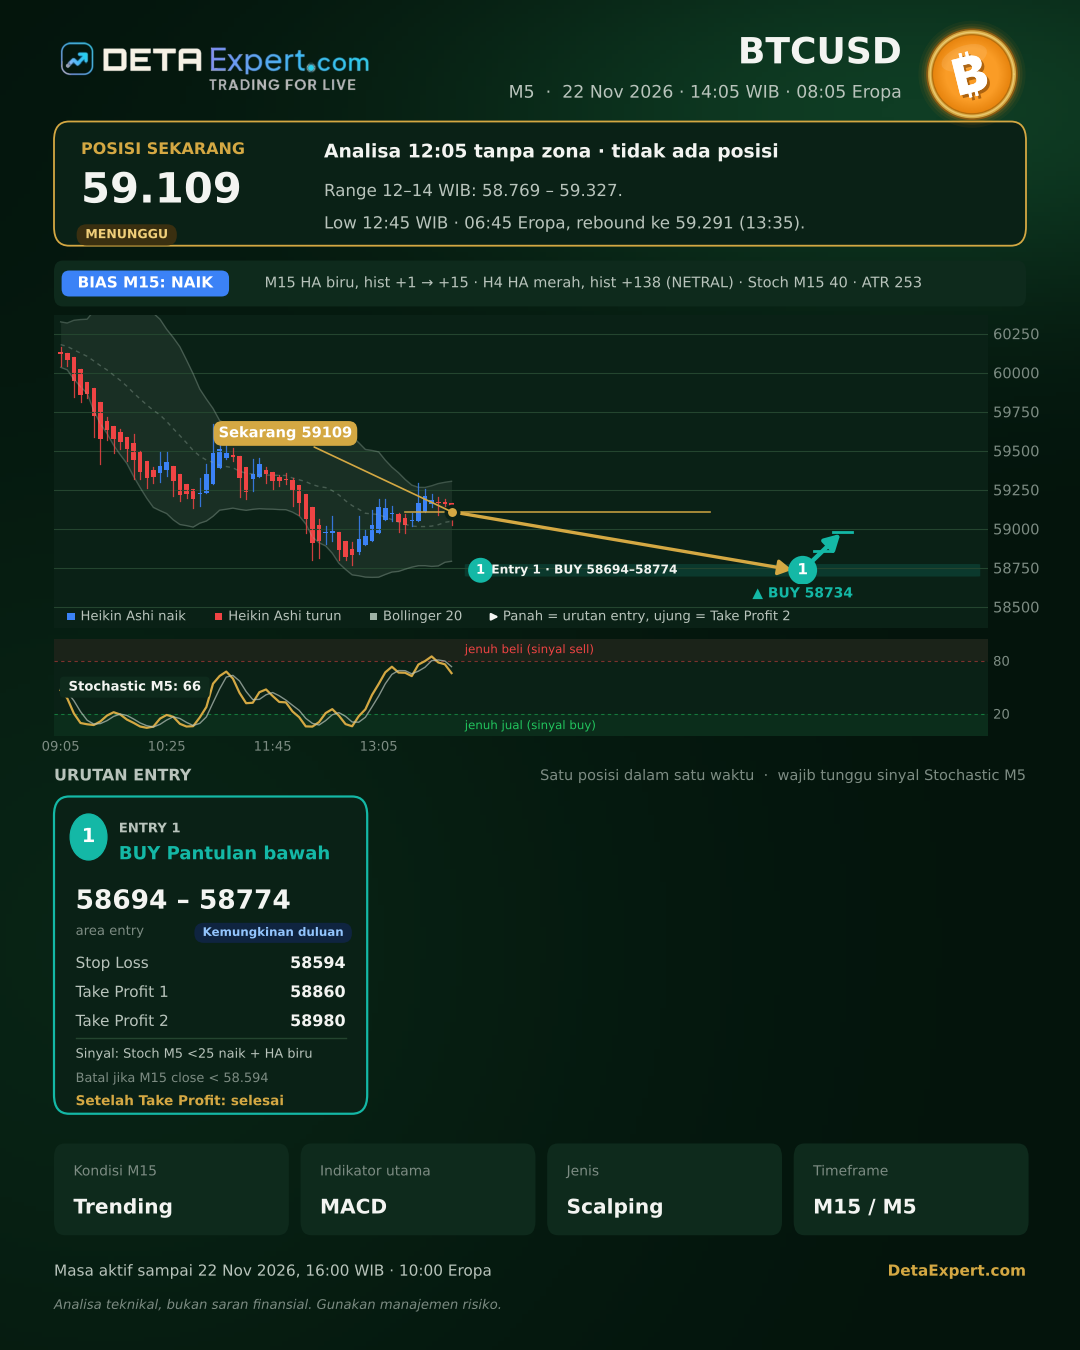 DETA Expert.com
TRADING FOR LIVE
BTCUSD
M5 · 22 Nov 2026 · 14:05 WIB · 08:05 Eropa
POSISI SEKARANG
59.109
MENUNGGU
Analisa 12:05 tanpa zona · tidak ada posisi
Range 12–14 WIB: 58.769 – 59.327.
Low 12:45 WIB · 06:45 Eropa, rebound ke 59.291 (13:35).
BIAS M15: NAIK
M15 HA biru, hist +1 → +15 · H4 HA merah, hist +138 (NETRAL) · Stoch M15 40 · ATR 253
60250
60000
59750
59500
59250
59000
58750
58500
Sekarang 59109
1 Entry 1 · BUY 58694–58774
1
▲ BUY 58734
Heikin Ashi naik
Heikin Ashi turun
Bollinger 20
Panah = urutan entry, ujung = Take Profit 2
jenuh beli (sinyal sell)
80
Stochastic M5: 66
20
jenuh jual (sinyal buy)
09:05 10:25 11:45 13:05
URUTAN ENTRY
Satu posisi dalam satu waktu · wajib tunggu sinyal Stochastic M5
1
ENTRY 1
BUY Pantulan bawah
58694 – 58774
area entry
Kemungkinan duluan
Stop Loss 58594
Take Profit 1 58860
Take Profit 2 58980
Sinyal: Stoch M5 <25 naik + HA biru
Batal jika M15 close < 58.594
Setelah Take Profit: selesai
Kondisi M15
Trending
Indikator utama
MACD
Jenis
Scalping
Timeframe
M15 / M5
Masa aktif sampai 22 Nov 2026, 16:00 WIB · 10:00 Eropa
DetaExpert.com
Analisa teknikal, bukan saran finansial. Gunakan manajemen risiko.